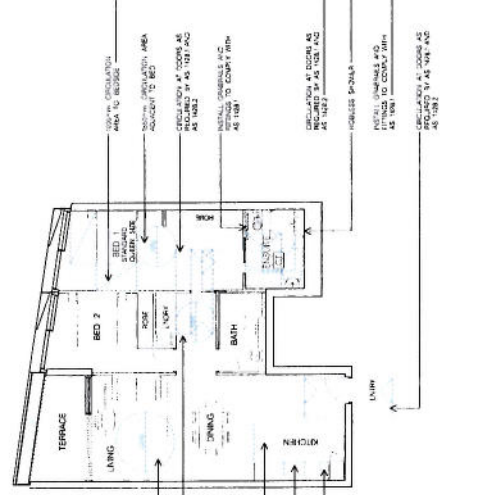 CIRCULATION
AREA TO BEDSIDE
CIRCULATION AREA
ADJACENT TO BED
CIRCULATION AT DOORS AS
REQUIRED BY AS 1428.1 AND
AS 1428.2
INSTALL GRABRAILS AND
FITTINGS TO COMPLY WITH
AS 1428.1
CIRCULATION AT DOORS AS
REQUIRED BY AS 1428.1 AND
AS 1428.2
HOBLESS SHOWER
INSTALL GRABRAILS AND
FITTINGS TO COMPLY WITH
AS 1428.1
CIRCULATION AT DOORS AS
REQUIRED BY AS 1428.1 AND
AS 1428.2
BED 1
STANDARD
QUEEN SIZE
ROBE
ENSUITE
BED 2
ROBE
LNDRY
BATH
TERRACE
LIVING
DINING
KITCHEN
ENTRY